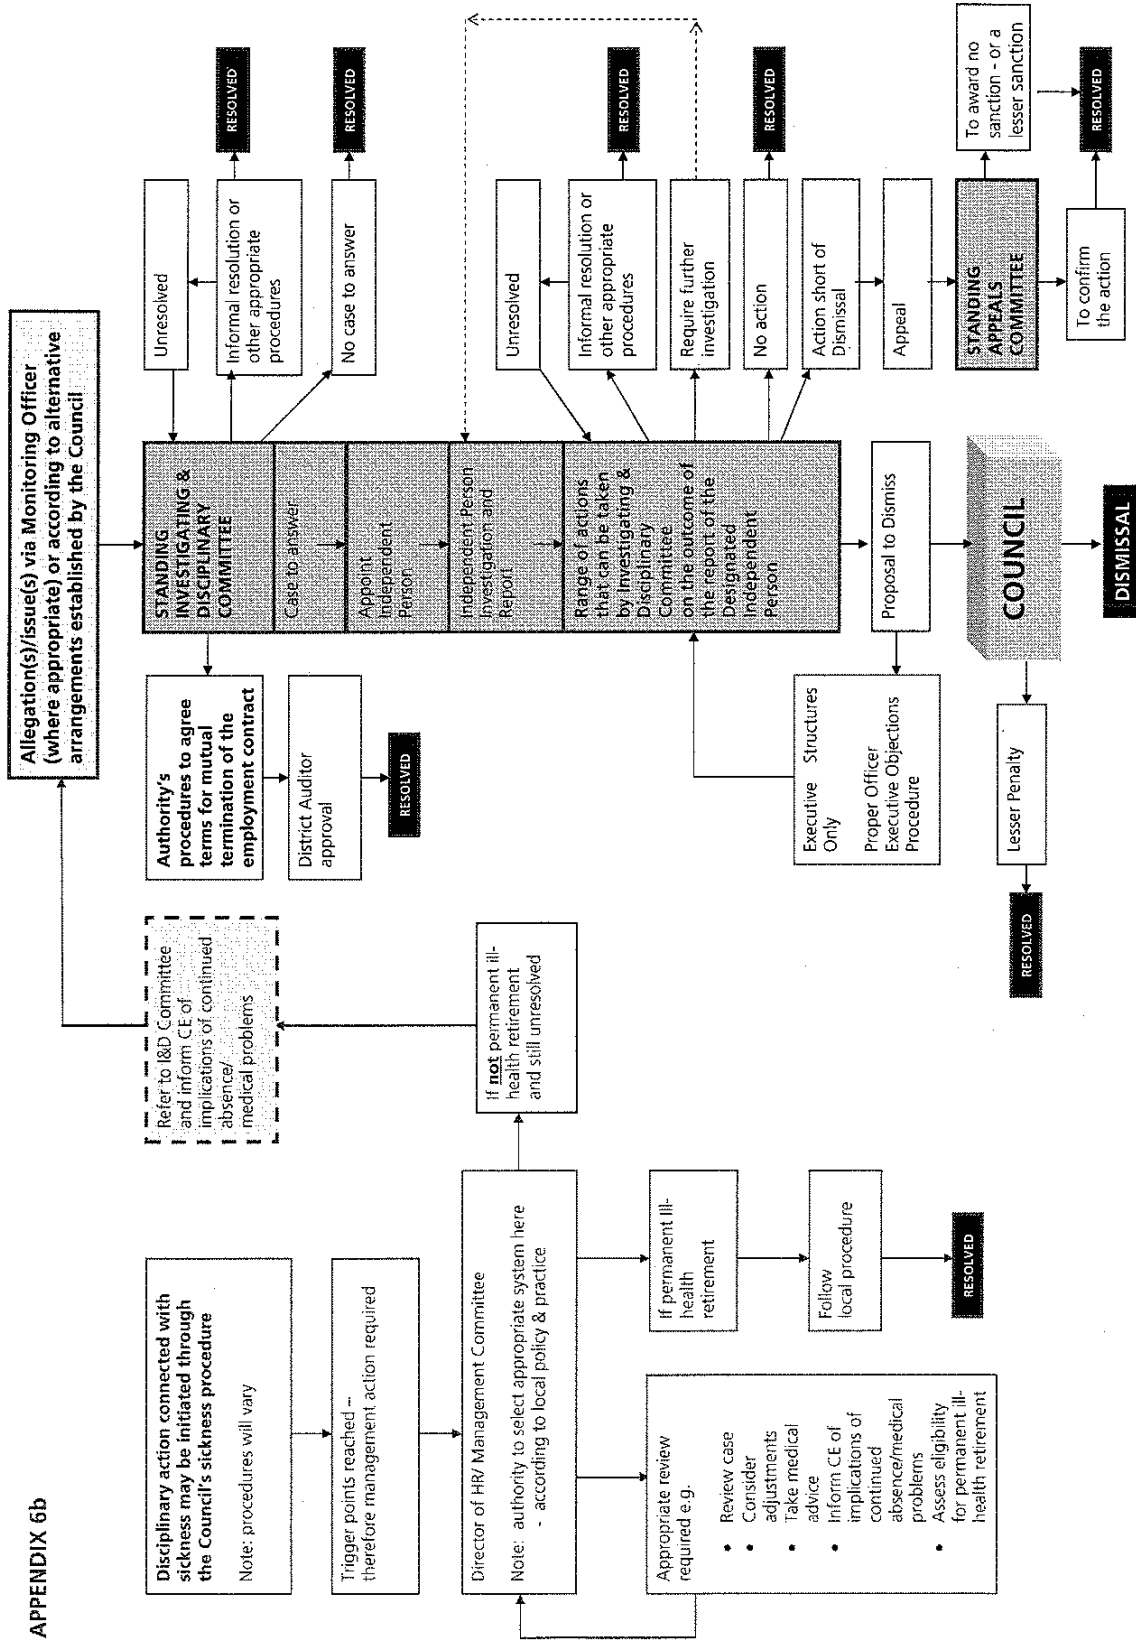 APPENDIX 6b
Disciplinary action connected with
sickness may be initiated through
the Council's sickness procedure
Note: procedures will vary
Trigger points reached –
therefore management action required
Director of HR/ Management Committee
Note: authority to select appropriate system here
- according to local policy & practice
Appropriate review
required e.g.
• Review case
• Consider
adjustments
• Take medical
advice
• Inform CE of
implications of
continued
absence/medical
problems
• Assess eligibility
for permanent ill-
health retirement
If permanent Ill-
health
retirement
Follow
local procedure
RESOLVED
If not permanent ill-
health retirement
and still unresolved
Refer to I&D Committee
and inform CE of
implications of continued
absence/
medical problems
Allegation(s)/issue(s) via Monitoring Officer
(where appropriate) or according to alternative
arrangements established by the Council
Authority's
procedures to agree
terms for mutual
termination of the
employment contract
District Auditor
approval
RESOLVED
STANDING
INVESTIGATING &
DISCIPLINARY
COMMITTEE
Case to answer
Appoint
Independent
Person
Independent Person
Investigation and
Report
Range of actions
that can be taken
by Investigating &
Disciplinary
Committee
on the outcome of
the report of the
Designated
Independent
Person
Unresolved
Informal resolution or
other appropriate
procedures
RESOLVED
No case to answer
RESOLVED
Unresolved
Informal resolution or
other appropriate
procedures
RESOLVED
Require further
investigation
No action
RESOLVED
Action short of
Dismissal
Appeal
STANDING
APPEALS
COMMITTEE
To award no
sanction - or a
lesser sanction
To confirm
the action
RESOLVED
Proposal to Dismiss
Executive Structures
Only
Proper Officer
Executive Objections
Procedure
COUNCIL
Lesser Penalty
RESOLVED
DISMISSAL